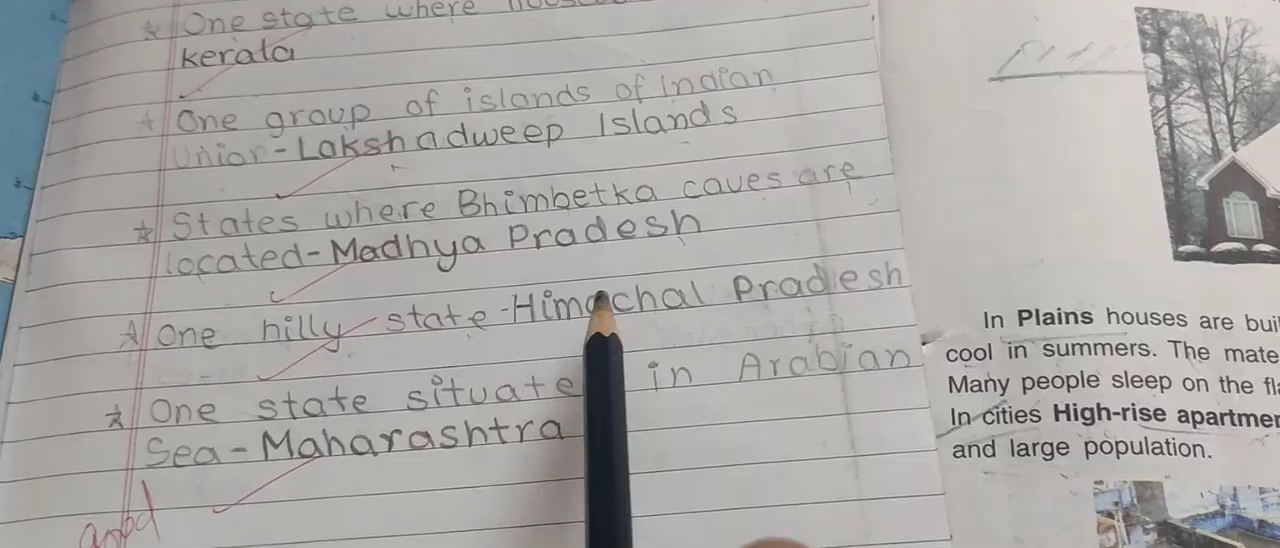 One state where
kerala
One group of islands of Indian
Union-Lakshadweep Islands
States where Bhimbetka caves are
located-Madhya Pradesh
One hilly state-Himachal Pradesh
One state situate in Arabian
Sea-Maharashtra
In Plains houses are buil
cool in summers. The mate
Many people sleep on the fl
In cities High-rise apartmen
and large population.